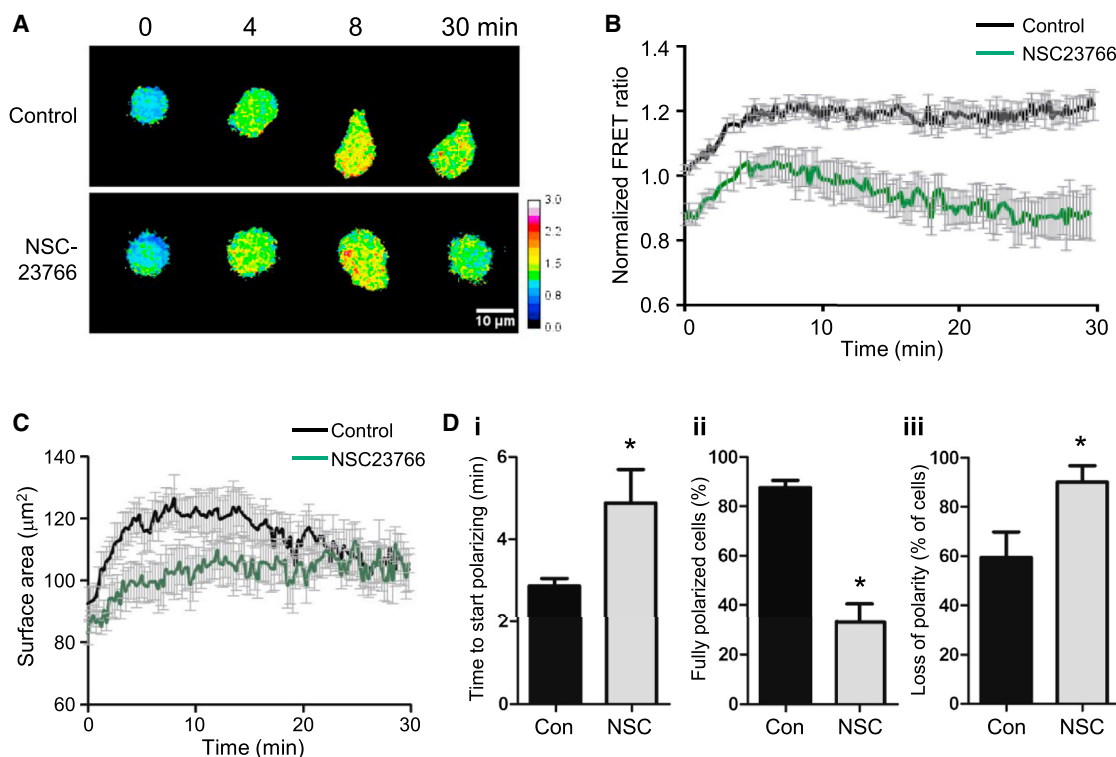 A
0 4 8 30 min
Control
NSC-
23766
3.0
2.3
1.5
0.8
0.0
10 µm
B
Control
NSC23766
Normalized FRET ratio
1.4
1.2
1.0
0.8
0.6
0 10 20 30
Time (min)
C
Control
NSC23766
Surface area (µm²)
140
120
100
80
60
0 10 20 30
Time (min)
D i
Time to start polarizing (min)
6
4
2
0
*
Con NSC
ii
Fully polarized cells (%)
100
80
60
40
20
0
*
Con NSC
iii
Loss of polarity (% of cells)
100
80
60
40
20
0
*
Con NSC